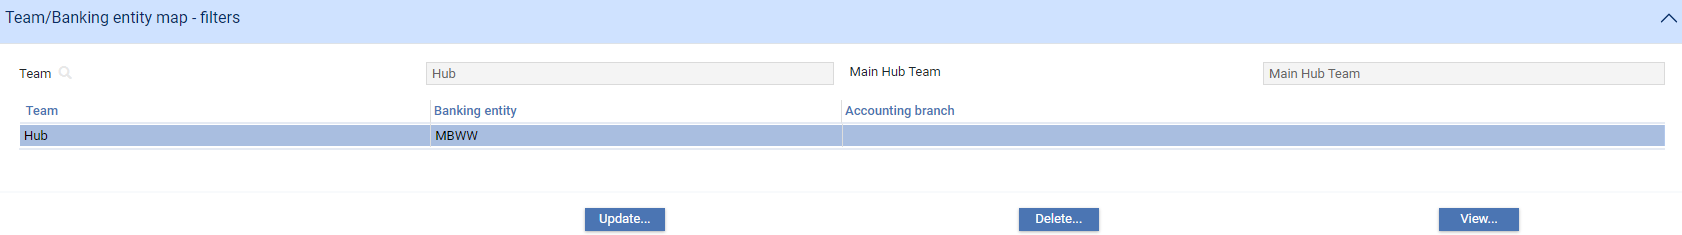 Team/Banking entity map - filters
Team Hub Main Hub Team Main Hub Team
Team Banking entity Accounting branch
Hub MBWW
Update... Delete... View...